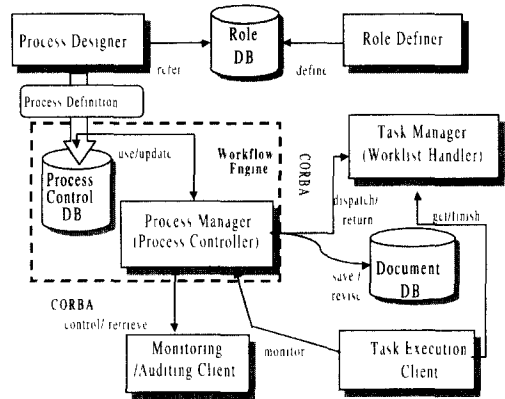 Process Designer
Role
DB
Role Definer
refer
define
Process Definition
use/update
Workflow
Engine
CORBA
Task Manager
(Worklist Handler)
Process
Control
DB
Process Manager
(Process Controller)
dispatch/
return
get/finish
save /
revise
Document
DB
CORBA
control/ retrieve
monitor
Monitoring
/Auditing Client
Task Execution
Client